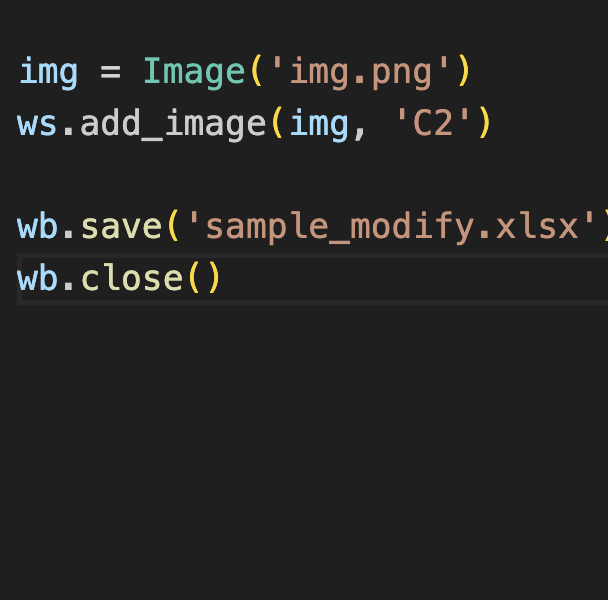 img = Image('img.png')
ws.add_image(img, 'C2')
wb.save('sample_modify.xlsx')
wb.close()